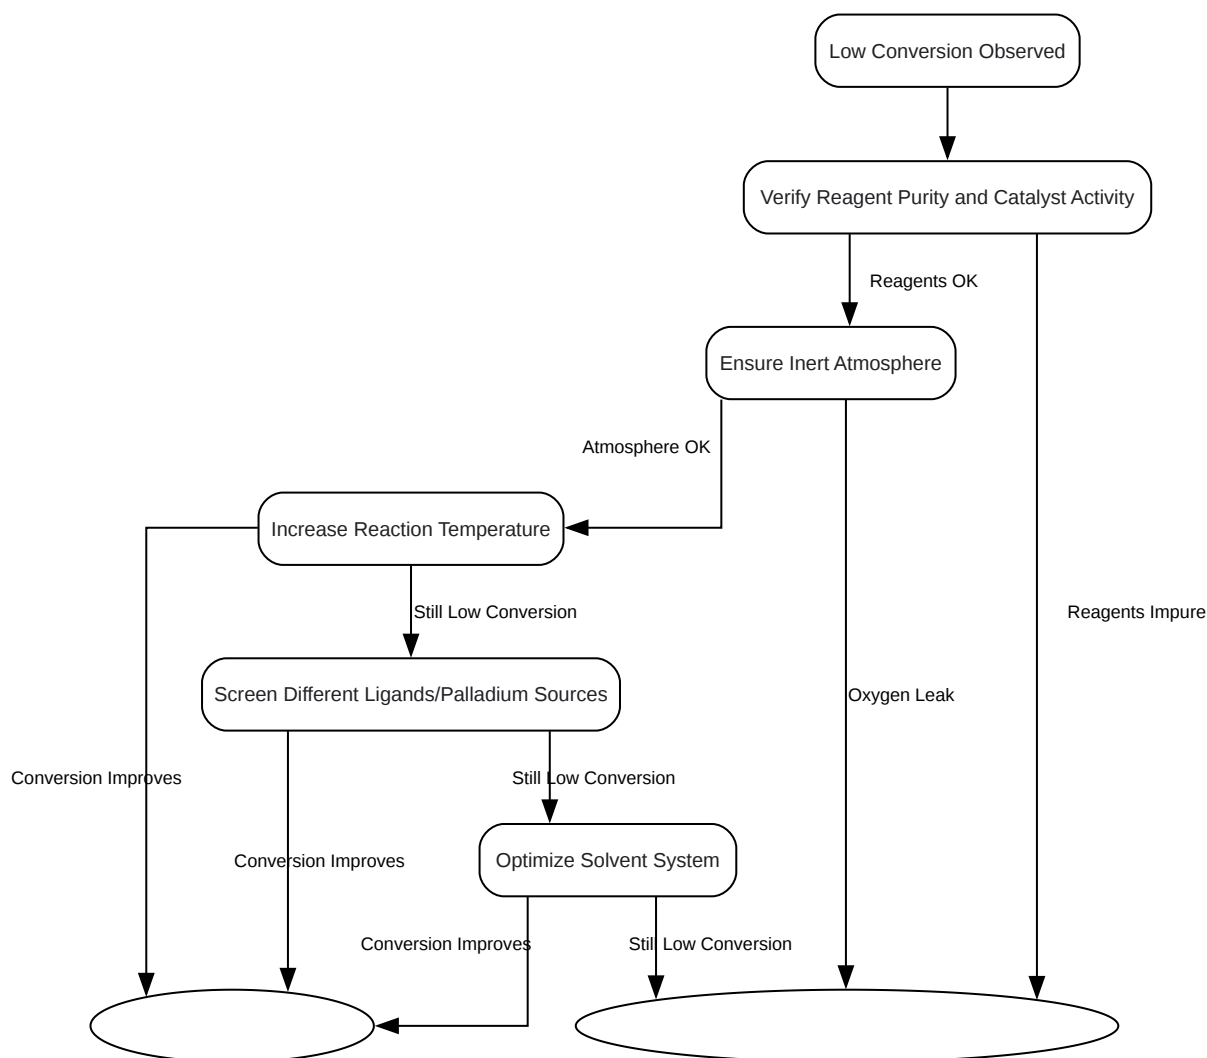 Low Conversion Observed
Verify Reagent Purity and Catalyst Activity
Reagents OK
Ensure Inert Atmosphere
Atmosphere OK
Increase Reaction Temperature
Still Low Conversion
Reagents Impure
Screen Different Ligands/Palladium Sources
Oxygen Leak
Conversion Improves
Still Low Conversion
Optimize Solvent System
Conversion Improves
Conversion Improves
Still Low Conversion